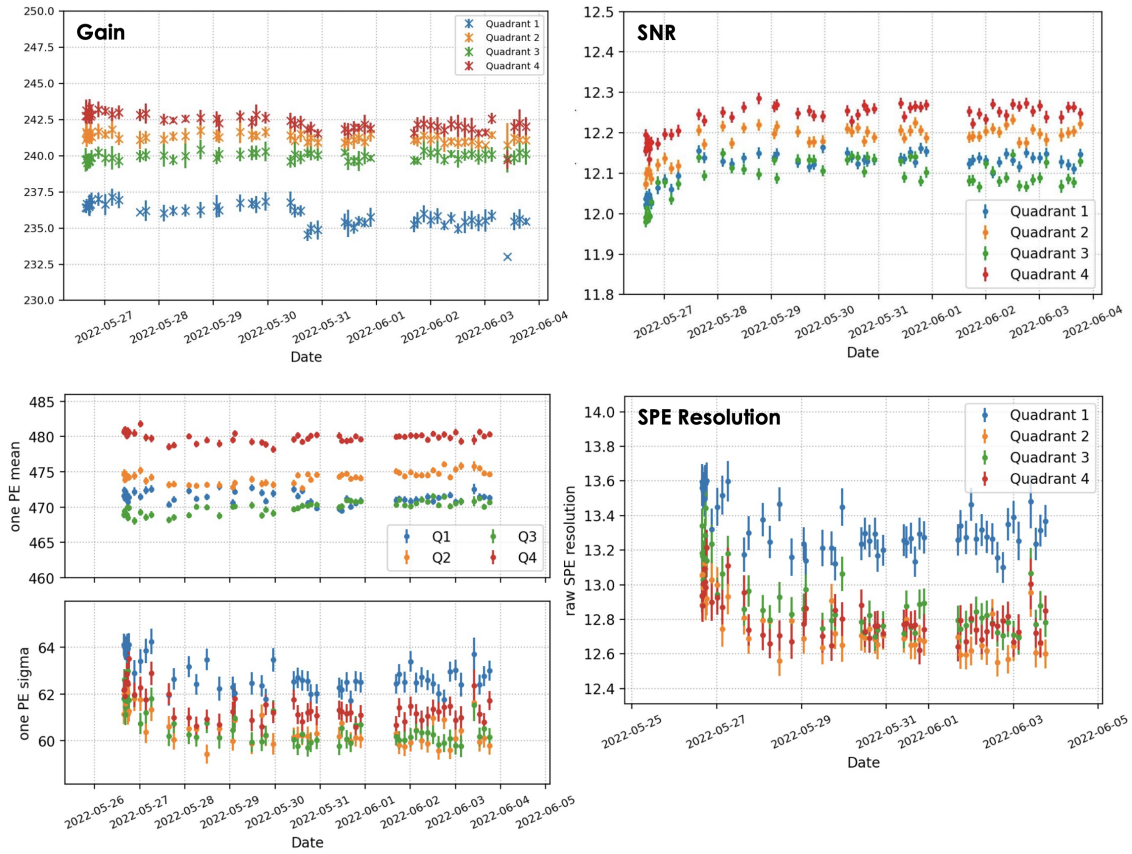 Gain
250.0
247.5
245.0
242.5
240.0
237.5
235.0
232.5
230.0
Quadrant 1
Quadrant 2
Quadrant 3
Quadrant 4
2022-05-27
2022-05-28
2022-05-29
2022-05-30
2022-05-31
2022-06-01
2022-06-02
2022-06-03
2022-06-04
Date
SNR
12.5
12.4
12.3
12.2
12.1
12.0
11.9
11.8
Quadrant 1
Quadrant 2
Quadrant 3
Quadrant 4
2022-05-27
2022-05-28
2022-05-29
2022-05-30
2022-05-31
2022-06-01
2022-06-02
2022-06-03
2022-06-04
Date
one PE mean
485
480
475
470
465
460
Q1
Q2
Q3
Q4
one PE sigma
64
62
60
2022-05-26
2022-05-27
2022-05-28
2022-05-29
2022-05-30
2022-05-31
2022-06-01
2022-06-02
2022-06-03
2022-06-04
2022-06-05
Date
SPE Resolution
raw SPE resolution
14.0
13.8
13.6
13.4
13.2
13.0
12.8
12.6
12.4
Quadrant 1
Quadrant 2
Quadrant 3
Quadrant 4
2022-05-25
2022-05-27
2022-05-29
2022-05-31
2022-06-01
2022-06-03
2022-06-05
Date